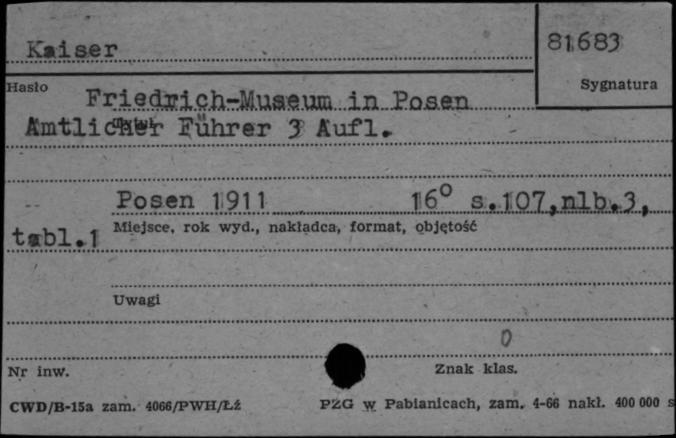 Kaiser
81683
Hasło
Sygnatura
Friedrich-Museum in Posen
Amtlicher Führer 3 Aufl.
Posen 1911 16° s.107,nlb.3,
tabl.1
Miejsce, rok wyd., nakładca, format, objętość
Uwagi
0
Nr inw.
Znak klas.
CWD/B-15a zam. 4066/PWH/Łź
PZG w Pabianicach, zam. 4-66 nakł. 400 000 s